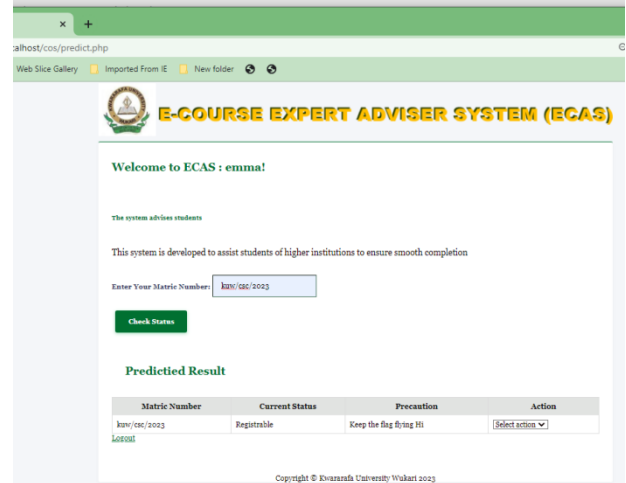 × +
calhost/cos/predict.php
Web Slice Gallery Imported From IE New folder
E-COURSE EXPERT ADVISER SYSTEM (ECAS)
Welcome to ECAS : emma!
The system advises students
This system is developed to assist students of higher institutions to ensure smooth completion
Enter Your Matric Number: kuw/csc/2023
Check Status
Predictied Result
Matric Number Current Status Precaution Action
kuw/csc/2023 Registrable Keep the flag flying Hi Select action
Logout
Copyright © Kwararafa University Wukari 2023